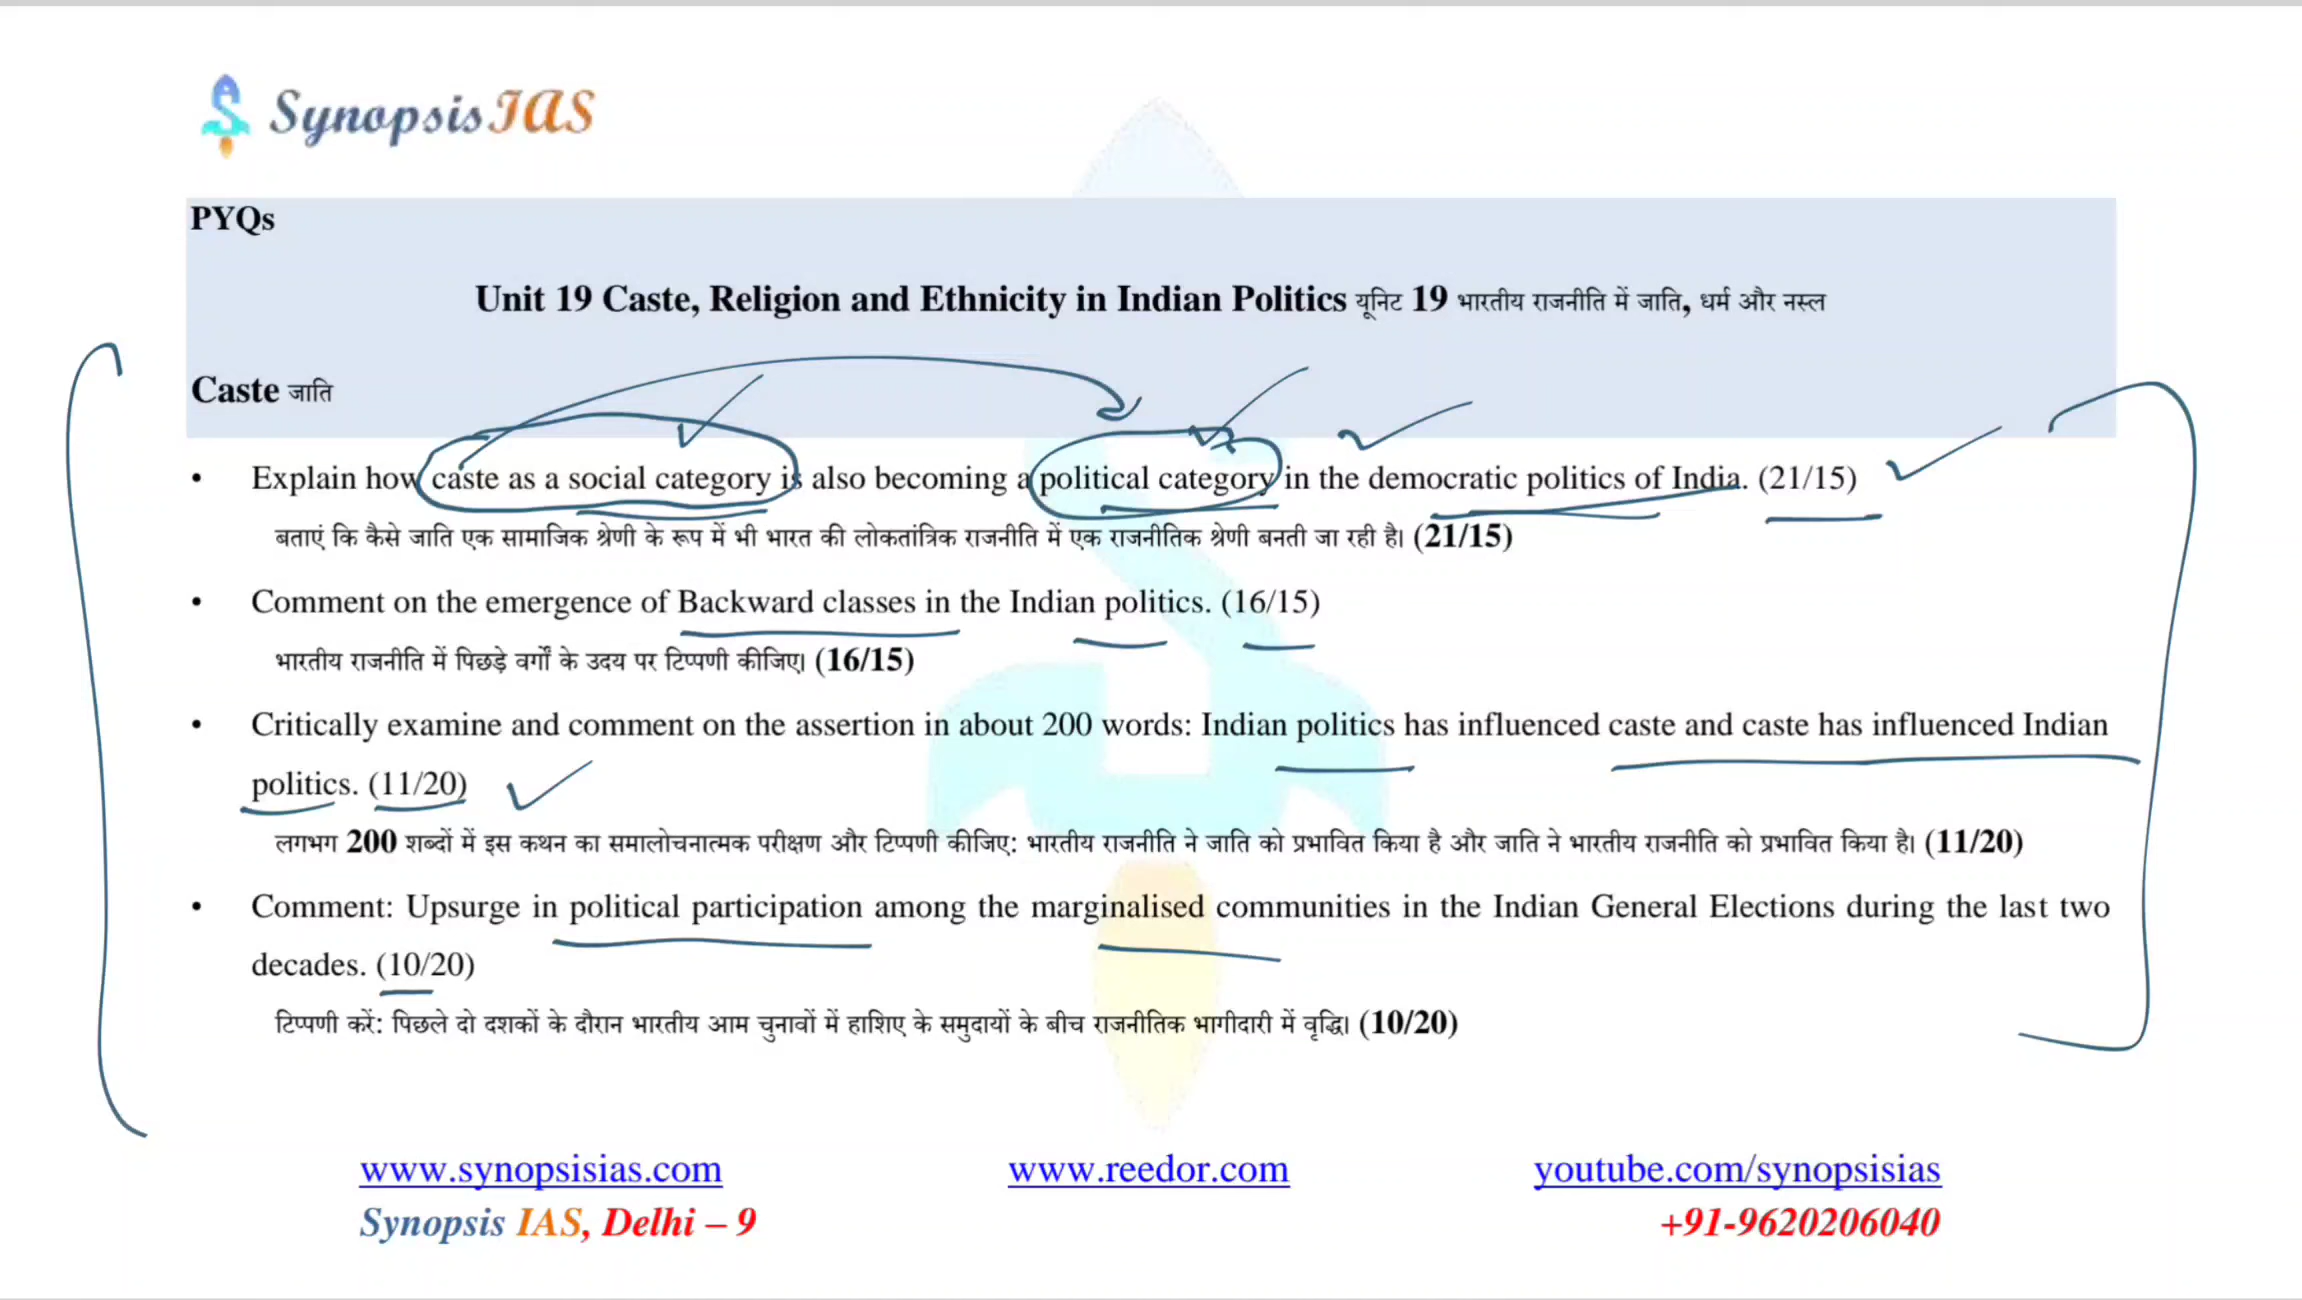 Synopsis IAS
PYQs
Unit 19 Caste, Religion and Ethnicity in Indian Politics यूनिट 19 भारतीय राजनीति में जाति, धर्म और नस्ल
Caste जाति
• Explain how caste as a social category is also becoming a political category in the democratic politics of India. (21/15)
बताएं कि कैसे जाति एक सामाजिक श्रेणी के रूप में भी भारत की लोकतांत्रिक राजनीति में एक राजनीतिक श्रेणी बनती जा रही है। (21/15)
• Comment on the emergence of Backward classes in the Indian politics. (16/15)
भारतीय राजनीति में पिछड़े वर्गों के उदय पर टिप्पणी कीजिए। (16/15)
• Critically examine and comment on the assertion in about 200 words: Indian politics has influenced caste and caste has influenced Indian
politics. (11/20)
लगभग 200 शब्दों में इस कथन का समालोचनात्मक परीक्षण और टिप्पणी कीजिए: भारतीय राजनीति ने जाति को प्रभावित किया है और जाति ने भारतीय राजनीति को प्रभावित किया है। (11/20)
• Comment: Upsurge in political participation among the marginalised communities in the Indian General Elections during the last two
decades. (10/20)
टिप्पणी करें: पिछले दो दशकों के दौरान भारतीय आम चुनावों में हाशिए के समुदायों के बीच राजनीतिक भागीदारी में वृद्धि। (10/20)
www.synopsisias.com www.reedor.com youtube.com/synopsisias
Synopsis IAS, Delhi – 9 +91-9620206040